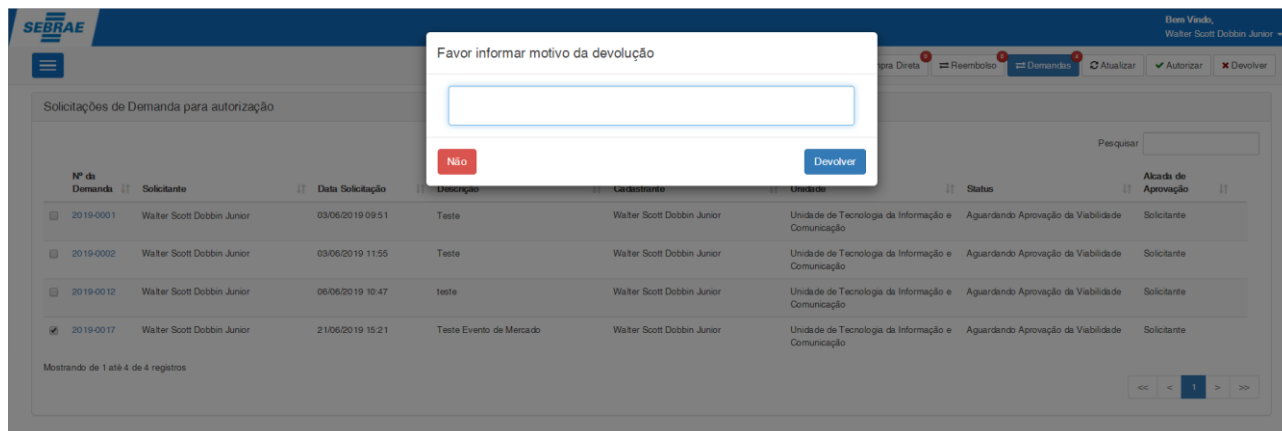 SEBRAE
Bem Vindo,
Walter Scott Dobbin Junior
Favor informar motivo da devolução
pra Direta
Reembolso
Demandas
Atualizar
Autorizar
Devolver
Solicitações de Demanda para autorização
Não
Devolver
Pesquisar
Nº da Demanda Solicitante Data Solicitação Descrição Cadastrante Unidade Status Alcada de Aprovação
2019-0001 Walter Scott Dobbin Junior 03/06/2019 09:51 Teste Walter Scott Dobbin Junior Unidade de Tecnologia da Informação e Aguardando Aprovação da Viabilidade Solicitante
Comunicação
2019-0002 Walter Scott Dobbin Junior 03/06/2019 11:55 Teste Walter Scott Dobbin Junior Unidade de Tecnologia da Informação e Aguardando Aprovação da Viabilidade Solicitante
Comunicação
2019-0012 Walter Scott Dobbin Junior 06/06/2019 10:47 teste Walter Scott Dobbin Junior Unidade de Tecnologia da Informação e Aguardando Aprovação da Viabilidade Solicitante
Comunicação
2019-0017 Walter Scott Dobbin Junior 21/06/2019 15:21 Teste Evento de Mercado Walter Scott Dobbin Junior Unidade de Tecnologia da Informação e Aguardando Aprovação da Viabilidade Solicitante
Comunicação
Mostrando de 1 até 4 de 4 registros
<< < 1 > >>